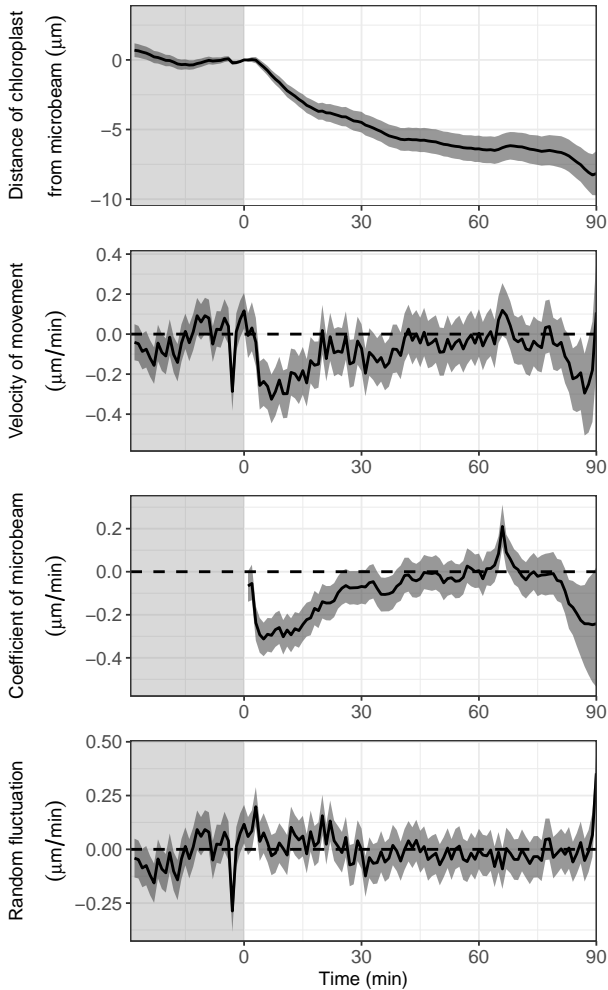 Distance of chloroplast
from microbeam (μm)
0
−5
−10
0 30 60 90
Velocity of movement
(μm/min)
0.4
0.2
0.0
−0.2
−0.4
0 30 60 90
Coefficient of microbeam
(μm/min)
0.2
0.0
−0.2
−0.4
0 30 60 90
Random fluctuation
(μm/min)
0.50
0.25
0.00
−0.25
0 30 60 90
Time (min)